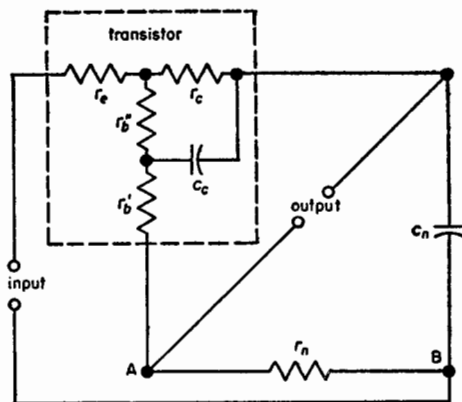 transistor
r_e
r_c
r_b"
c_c
r_b'
output
c_n
input
A
r_n
B